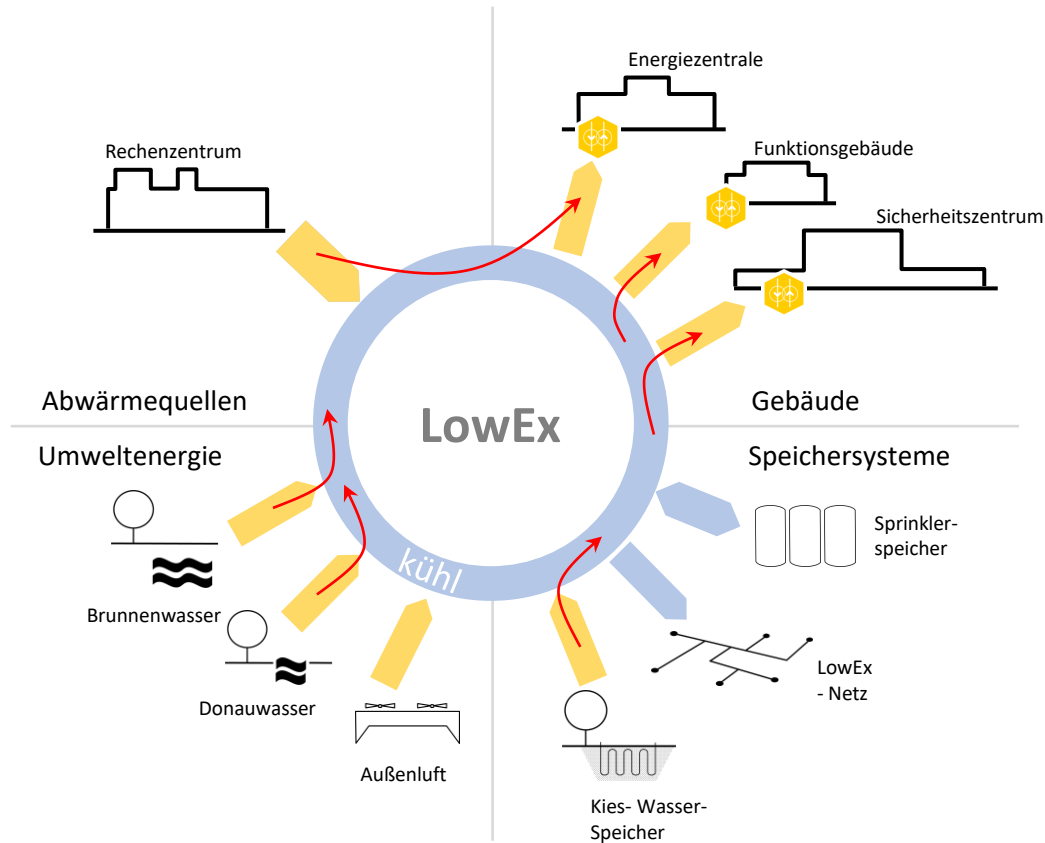 Energiezentrale
Rechenzentrum
Funktionsgebäude
Sicherheitszentrum
Abwärmequellen
LowEx
Gebäude
Umweltenergie
Speichersysteme
Sprinkler-
speicher
kühl
Brunnenwasser
LowEx
- Netz
Donauwasser
Außenluft
Kies- Wasser-
Speicher